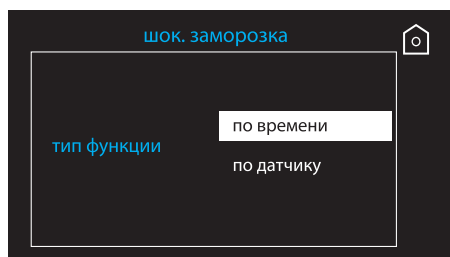 шок. заморозка
тип функции
по времени
по датчику